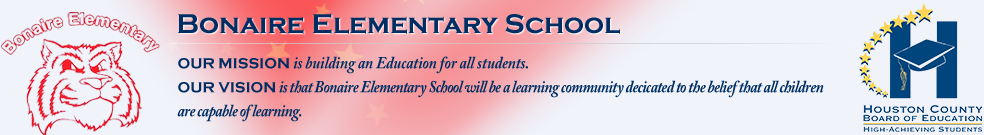 Bonaire Elementary
BONAIRE ELEMENTARY SCHOOL
OUR MISSION is building an Education for all students.
OUR VISION is that Bonaire Elementary School will be a learning community decicated to the belief that all children
are capable of learning.
H
HOUSTON COUNTY
BOARD OF EDUCATION
HIGH-ACHIEVING STUDENTS